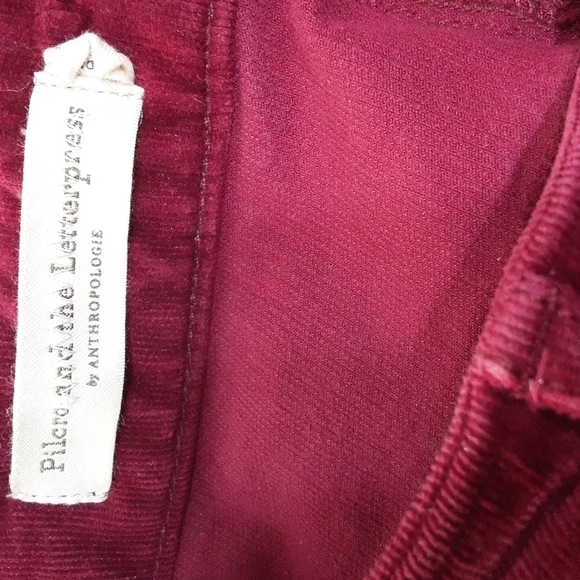 Pilcro and the Letterpress
by ANTHROPOLOGIE